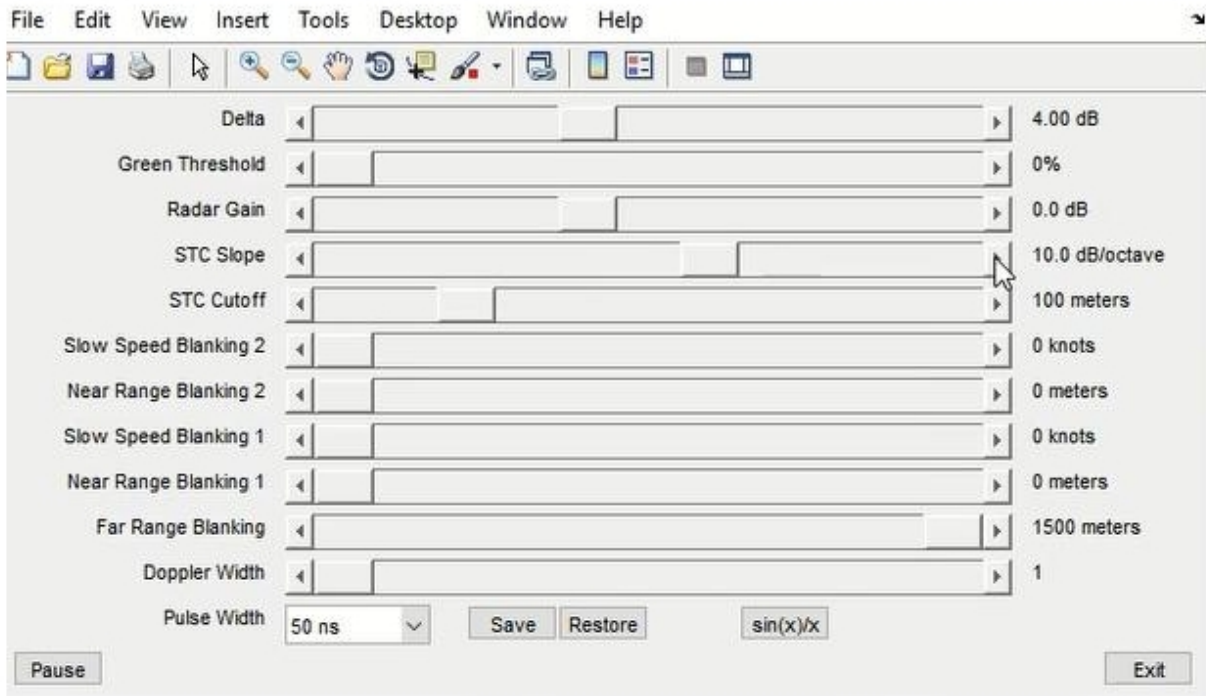 File Edit View Insert Tools Desktop Window Help
Delta 4.00 dB
Green Threshold 0%
Radar Gain 0.0 dB
STC Slope 10.0 dB/octave
STC Cutoff 100 meters
Slow Speed Blanking 2 0 knots
Near Range Blanking 2 0 meters
Slow Speed Blanking 1 0 knots
Near Range Blanking 1 0 meters
Far Range Blanking 1500 meters
Doppler Width 1
Pulse Width 50 ns Save Restore sin(x)/x
Pause Exit